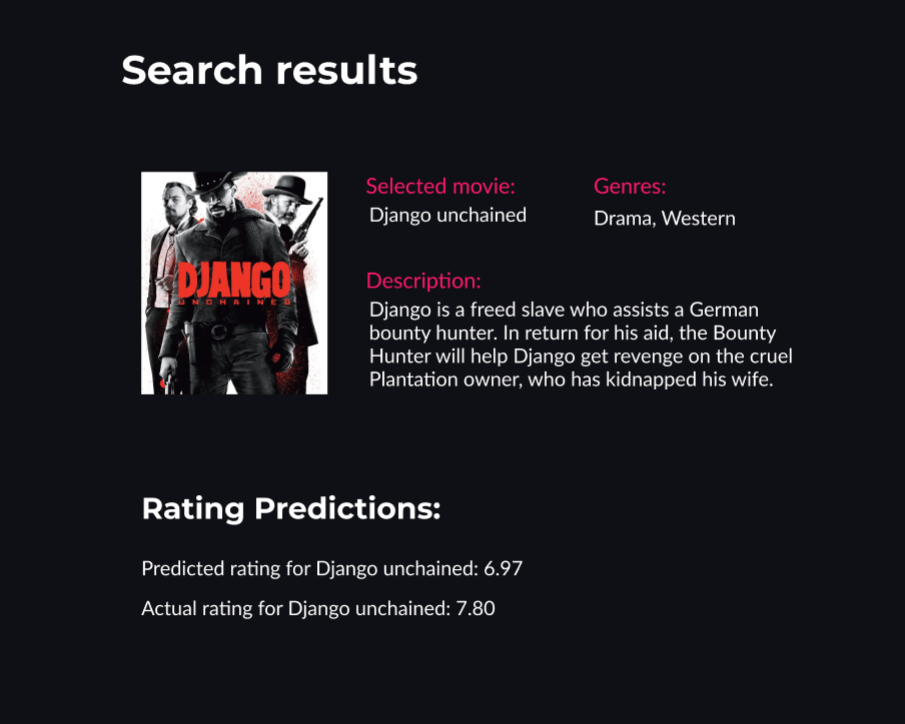 Search results
DJANGO
UNCHAINED
Selected movie:
Django unchained
Genres:
Drama, Western
Description:
Django is a freed slave who assists a German
bounty hunter. In return for his aid, the Bounty
Hunter will help Django get revenge on the cruel
Plantation owner, who has kidnapped his wife.
Rating Predictions:
Predicted rating for Django unchained: 6.97
Actual rating for Django unchained: 7.80